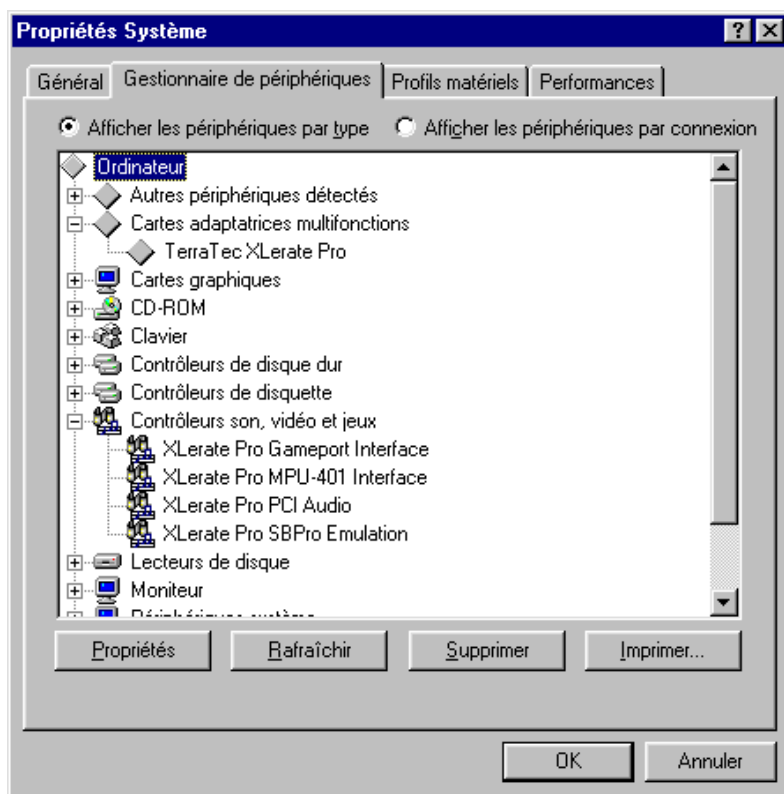 Propriétés Système
Général Gestionnaire de périphériques Profils matériels Performances
Afficher les périphériques par type Afficher les périphériques par connexion
Ordinateur
Autres périphériques détectés
Cartes adaptatrices multifonctions
TerraTec XLerate Pro
Cartes graphiques
CD-ROM
Clavier
Contrôleurs de disque dur
Contrôleurs de disquette
Contrôleurs son, vidéo et jeux
XLerate Pro Gameport Interface
XLerate Pro MPU-401 Interface
XLerate Pro PCI Audio
XLerate Pro SBPro Emulation
Lecteurs de disque
Moniteur
Périphériques système
Propriétés Rafraîchir Supprimer Imprimer...
OK Annuler